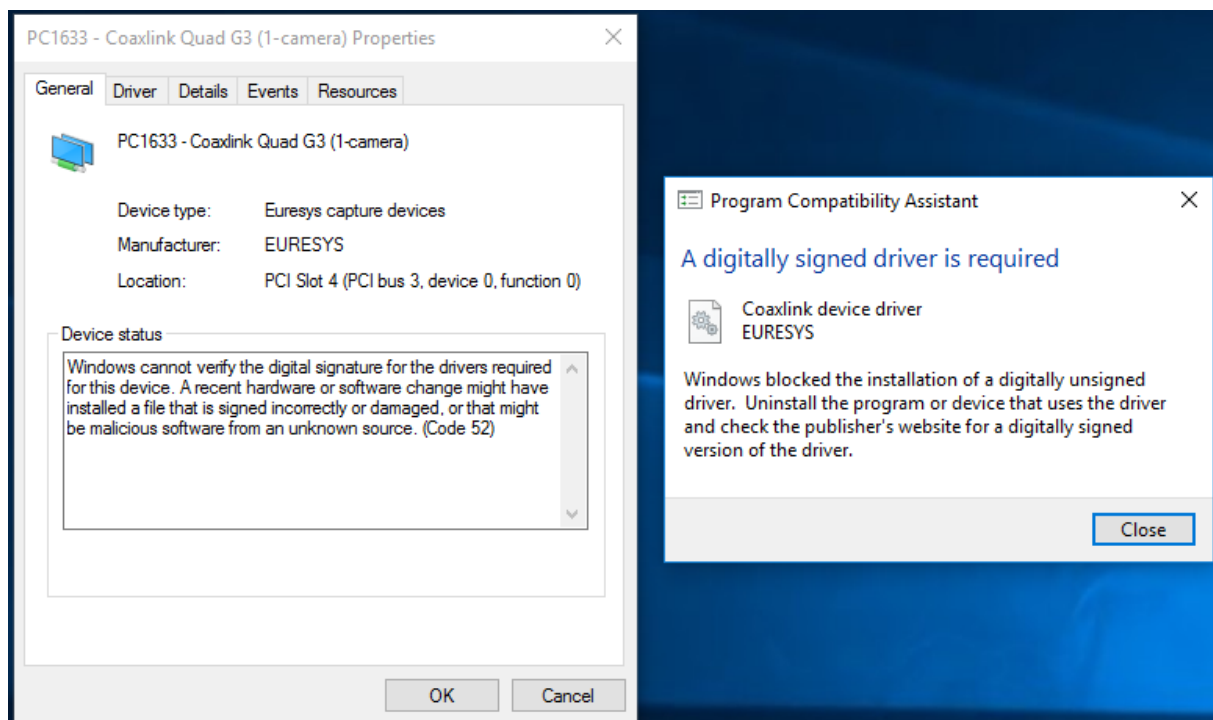 PC1633 - Coaxlink Quad G3 (1-camera) Properties
General Driver Details Events Resources
PC1633 - Coaxlink Quad G3 (1-camera)
Device type: Euresys capture devices
Manufacturer: EURESYS
Location: PCI Slot 4 (PCI bus 3, device 0, function 0)
Device status
Windows cannot verify the digital signature for the drivers required
for this device. A recent hardware or software change might have
installed a file that is signed incorrectly or damaged, or that might
be malicious software from an unknown source. (Code 52)
OK Cancel
Program Compatibility Assistant
A digitally signed driver is required
Coaxlink device driver
EURESYS
Windows blocked the installation of a digitally unsigned
driver. Uninstall the program or device that uses the driver
and check the publisher's website for a digitally signed
version of the driver.
Close